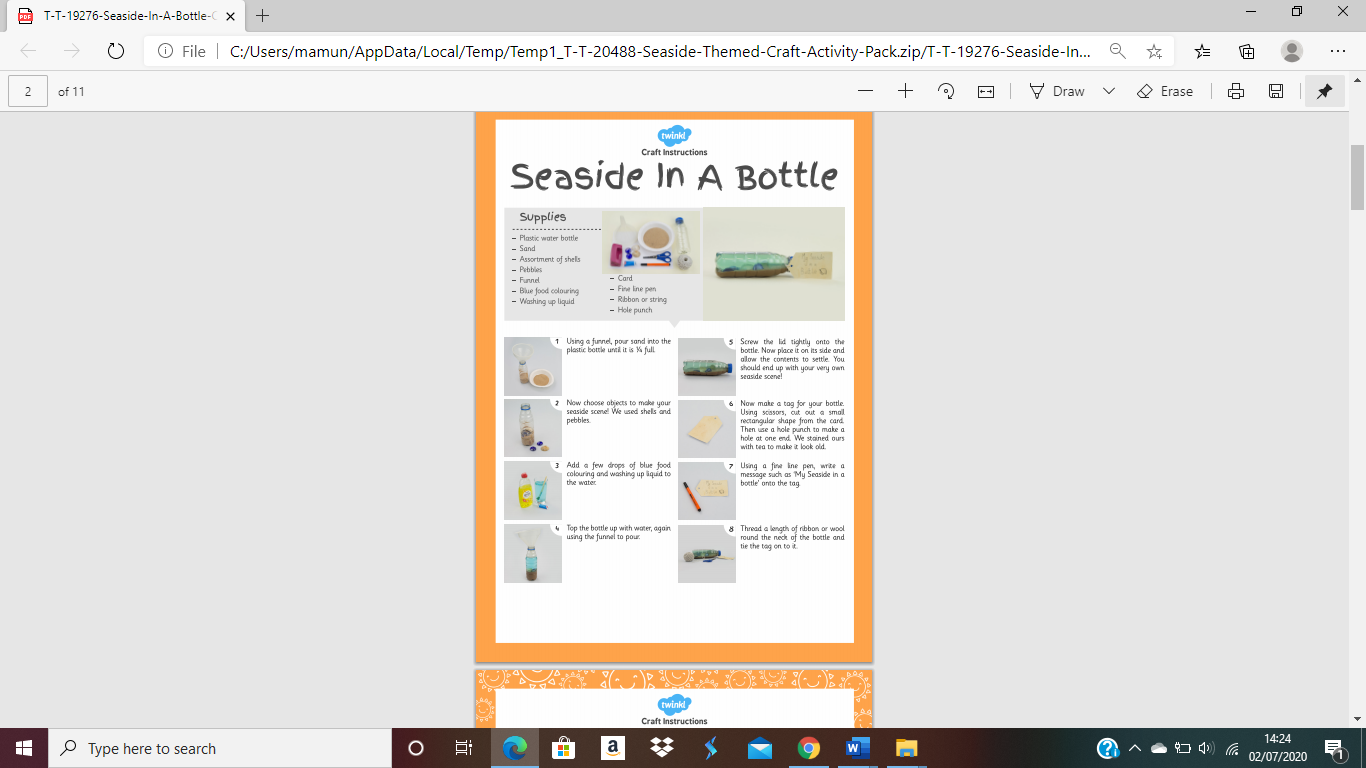 T-T-19276-Seaside-In-A-Bottle-C
File
C:/Users/mamun/AppData/Local/Temp/Temp1_T-T-20488-Seaside-Themed-Craft-Activity-Pack.zip/T-T-19276-Seaside-In...
2 of 11
Draw
Erase
twinkl
Craft Instructions
Seaside In A Bottle
Supplies
– Plastic water bottle
– Sand
– Assortment of shells
– Pebbles
– Funnel
– Blue food colouring
– Washing up liquid
– Card
– Fine line pen
– Ribbon or string
– Hole punch
1 Using a funnel, pour sand into the
plastic bottle until it is ¼ full.
2 Now choose objects to make your
seaside scene! We used shells and
pebbles.
3 Add a few drops of blue food
colouring and washing up liquid to
the water.
4 Top the bottle up with water, again
using the funnel to pour.
5 Screw the lid tightly onto the
bottle. Now place it on its side and
allow the contents to settle. You
should end up with your very own
seaside scene!
6 Now make a tag for your bottle.
Using scissors, cut out a small
rectangular shape from the card.
Then use a hole punch to make a
hole at one end. We stained ours
with tea to make it look old.
7 Using a fine line pen, write a
message such as 'My Seaside in a
bottle' onto the tag.
8 Thread a length of ribbon or wool
round the neck of the bottle and
tie the tag on to it.
twinkl
Craft Instructions
Type here to search
14:24
02/07/2020
1